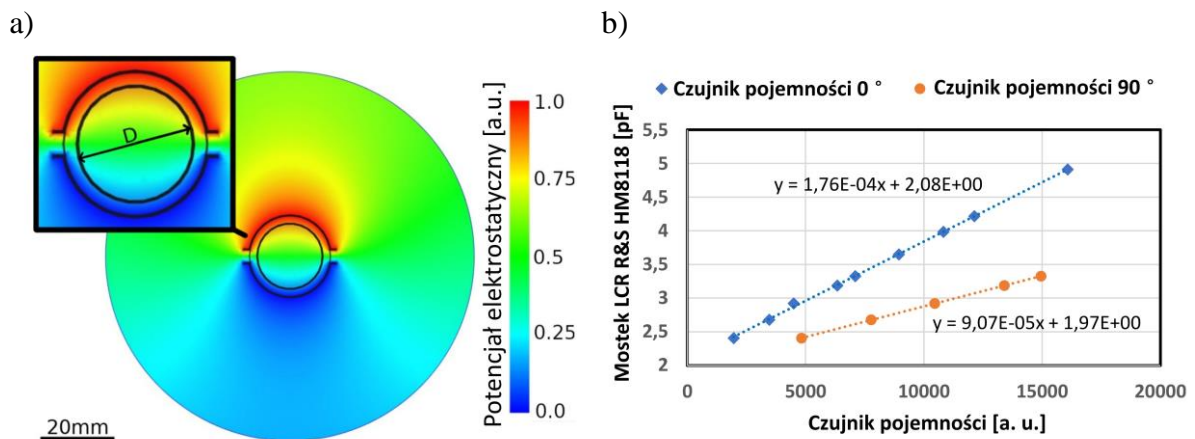 a)
D
1.0
0.75
0.5
0.25
0.0
Potencjał elektrostatyczny [a.u.]
20mm
b)
Czujnik pojemności 0 ° Czujnik pojemności 90 °
Mostek LCR R&S HM8118 [pF]
5,5
5
4,5
4
3,5
3
2,5
2
y = 1,76E-04x + 2,08E+00
y = 9,07E-05x + 1,97E+00
0 5000 10000 15000 20000
Czujnik pojemności [a. u.]